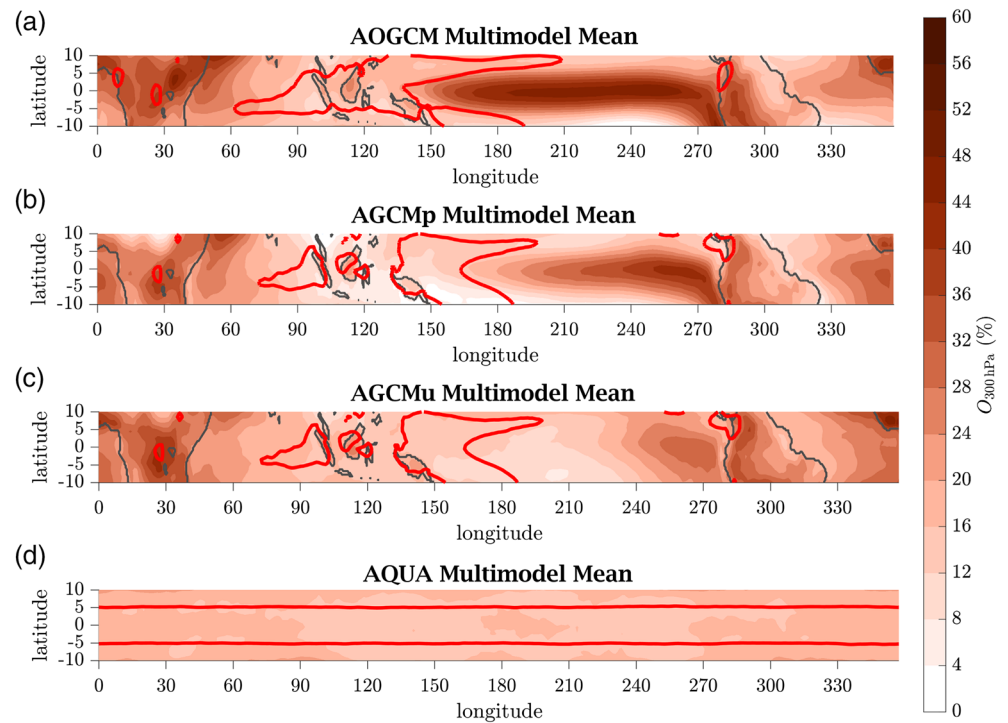 (a)
AOGCM Multimodel Mean
latitude
10
5
0
-5
-10
0 30 60 90 120 150 180 210 240 270 300 330
longitude
(b)
AGCMp Multimodel Mean
latitude
10
5
0
-5
-10
0 30 60 90 120 150 180 210 240 270 300 330
longitude
(c)
AGCMu Multimodel Mean
latitude
10
5
0
-5
-10
0 30 60 90 120 150 180 210 240 270 300 330
longitude
(d)
AQUA Multimodel Mean
latitude
10
5
0
-5
-10
0 30 60 90 120 150 180 210 240 270 300 330
longitude
60
56
52
48
44
40
36
32
28
24
20
16
12
8
4
0
O300 hPa (%)